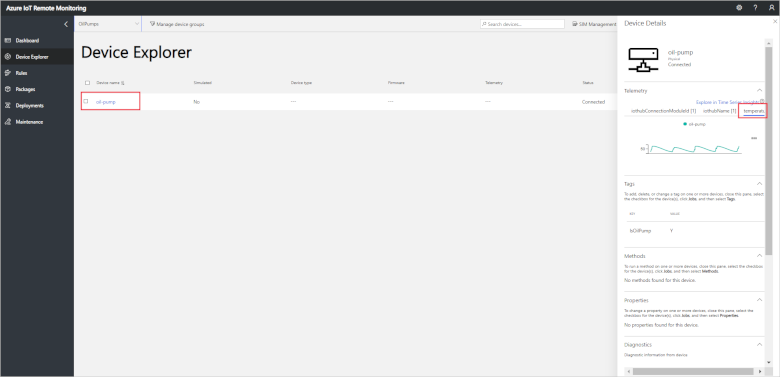 Azure IoT Remote Monitoring
Dashboard
Device Explorer
Rules
Packages
Deployments
Maintenance
OilPumps
Manage device groups
Search devices...
SIM Management
Device Explorer
Device name
Simulated
Device type
Firmware
Telemetry
Status
oil-pump
No
---
---
---
Connected
Device Details
oil-pump
Physical
Connected
Telemetry
Explore in Time Series Insights
iothubConnectionModuleId [1]
iothubName [1]
temperatu
oil-pump
50
Tags
To add, delete, or change a tag on one or more devices, close this pane, select
the checkbox for the device(s), click Jobs, and then select Tags.
KEY
VALUE
bOilPump
Y
Methods
To run a method on one or more devices, close this pane, select the checkbox
for the device(s), click Jobs, and then select Methods.
No methods found for this device.
Properties
To change a property on one or more devices, close this pane, select the
checkbox for the device(s), click Jobs, and then select Properties.
No properties found for this device.
Diagnostics
Diagnostic information from device